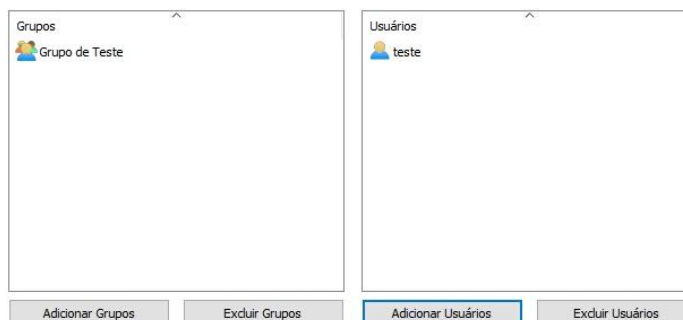 Grupos
Grupo de Teste
Usuários
teste
Adicionar Grupos
Excluir Grupos
Adicionar Usuários
Excluir Usuários